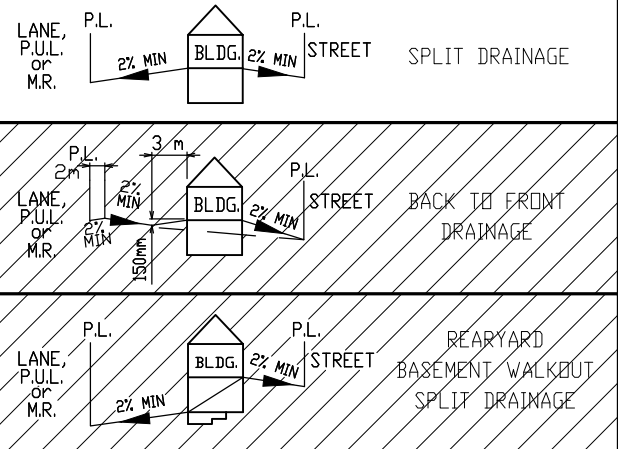 P.L.
P.L.
LANE,
P.U.L.
or
M.R.
2% MIN
BLDG.
2% MIN
STREET
SPLIT DRAINAGE
P.L.
3 m
2m
P.L.
LANE,
P.U.L.
or
M.R.
2%
MIN
2%
MIN
150mm
BLDG.
2% MIN
STREET
BACK TO FRONT
DRAINAGE
P.L.
P.L.
LANE,
P.U.L.
or
M.R.
2% MIN
BLDG.
2% MIN
STREET
REARYARD
BASEMENT WALKOUT
SPLIT DRAINAGE